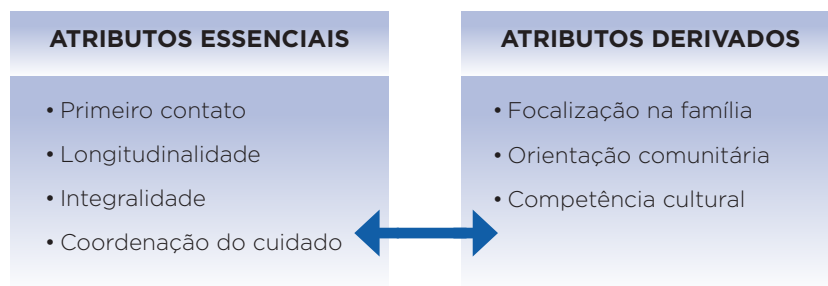 ATRIBUTOS ESSENCIAIS
• Primeiro contato
• Longitudinalidade
• Integralidade
• Coordenação do cuidado
ATRIBUTOS DERIVADOS
• Focalização na família
• Orientação comunitária
• Competência cultural